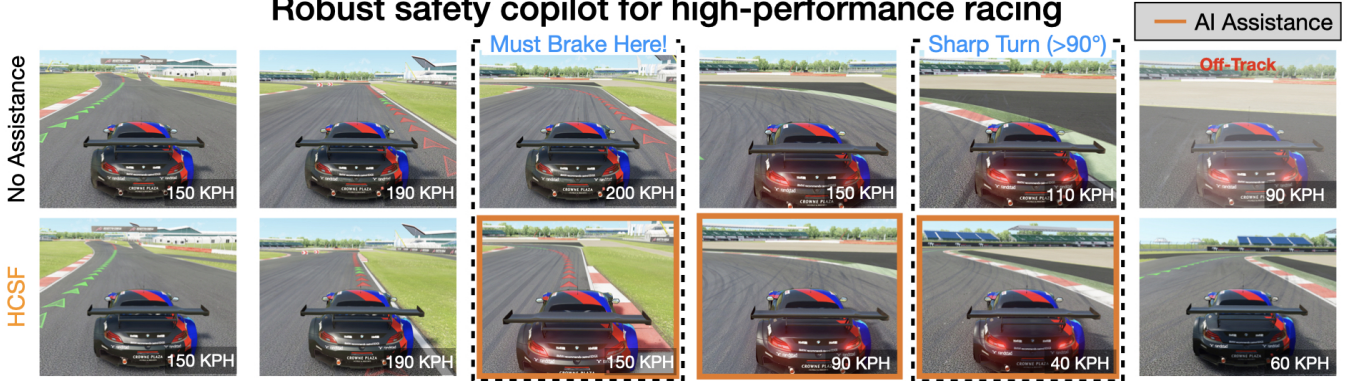 Robust safety copilot for high-performance racing
AI Assistance
Must Brake Here!
Sharp Turn (>90°)
No Assistance
150 KPH
190 KPH
200 KPH
150 KPH
110 KPH
Off-Track
90 KPH
HCSF
150 KPH
190 KPH
150 KPH
90 KPH
40 KPH
60 KPH
CROWNE PLAZA